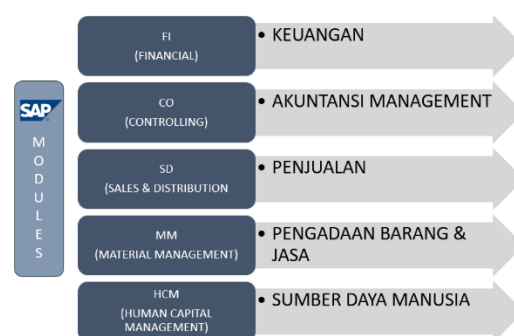 SAP
M
O
D
U
L
E
S
FI
(FINANCIAL)
• KEUANGAN
CO
(CONTROLLING)
• AKUNTANSI MANAGEMENT
SD
(SALES & DISTRIBUTION
• PENJUALAN
MM
(MATERIAL MANAGEMENT)
• PENGADAAN BARANG &
JASA
HCM
(HUMAN CAPITAL
MANAGEMENT)
• SUMBER DAYA MANUSIA